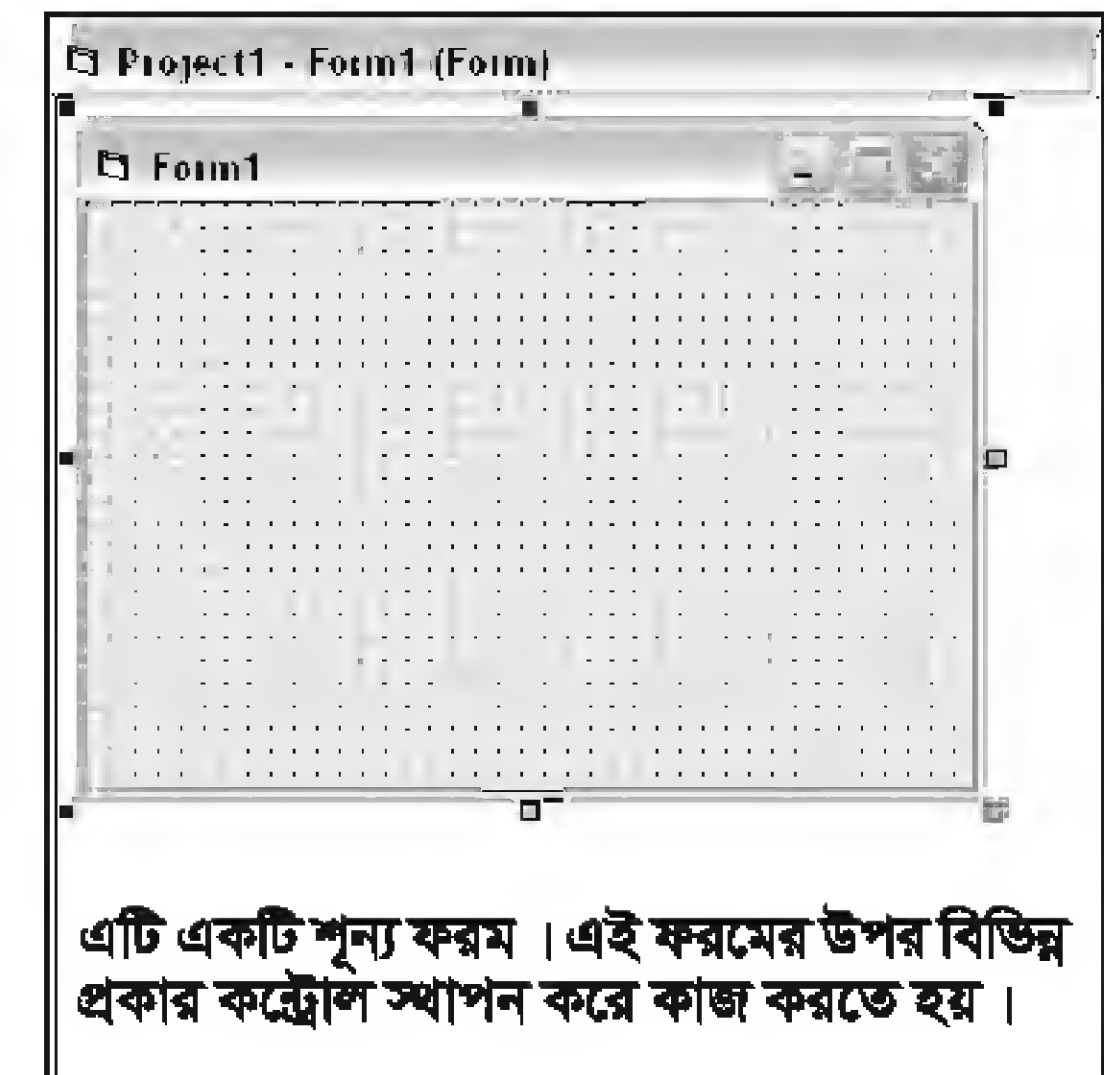 Project1 - Form1 (Form)
Form1
এটি একটি শূন্য ফরম । এই ফরমের উপর বিভিন্ন
প্রকার কন্ট্রোল স্থাপন করে কাজ করতে হয় ।